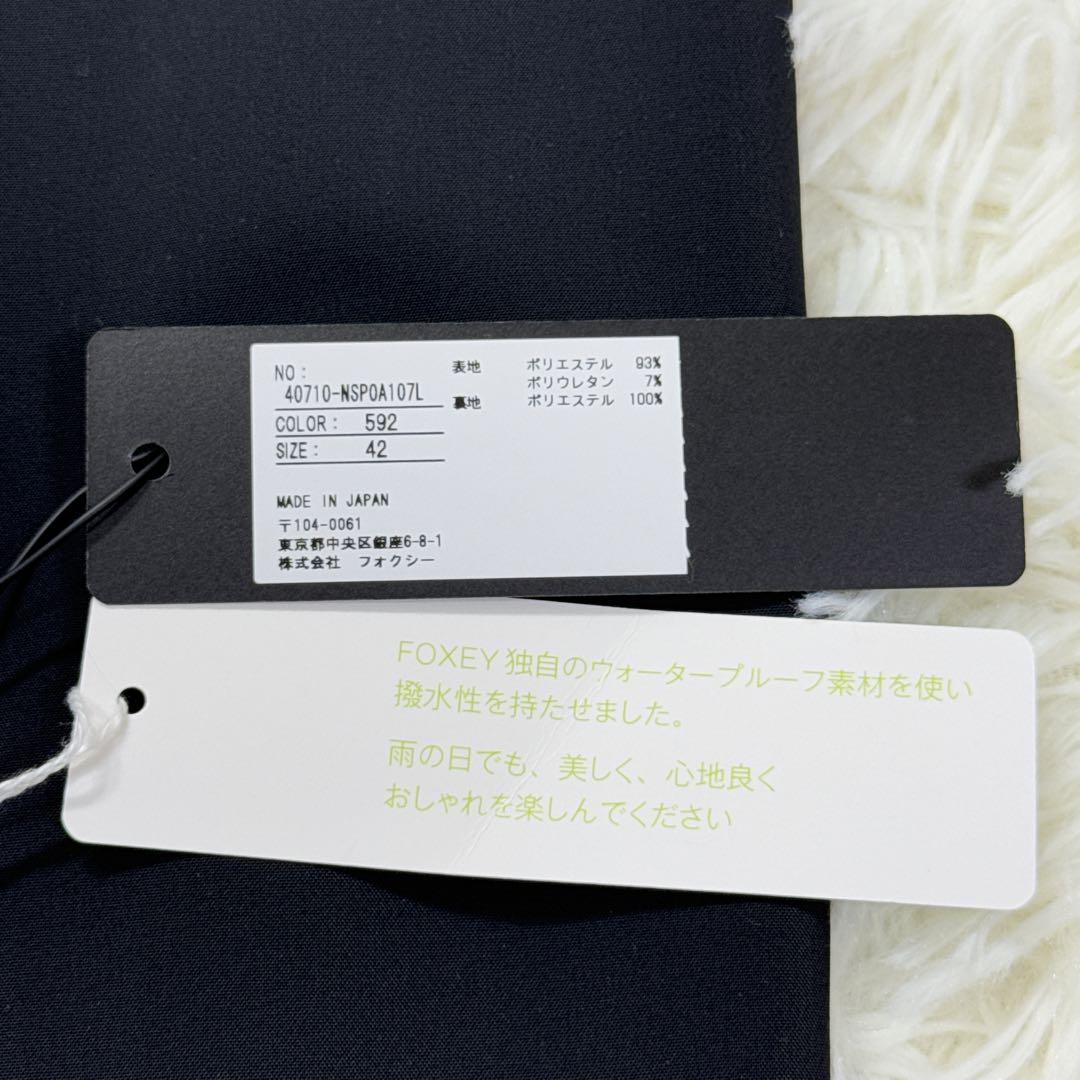 NO:
40710-NSP0A107L
COLOR: 592
SIZE: 42
表地 ポリエステル 93%
ポリウレタン 7%
裏地 ポリエステル 100%
MADE IN JAPAN
〒104-0061
東京都中央区銀座6-8-1
株式会社 フォクシー
FOXEY 独自のウォータープルーフ素材を使い
撥水性を持たせました。
雨の日でも、美しく、心地良く
おしゃれを楽しんでください